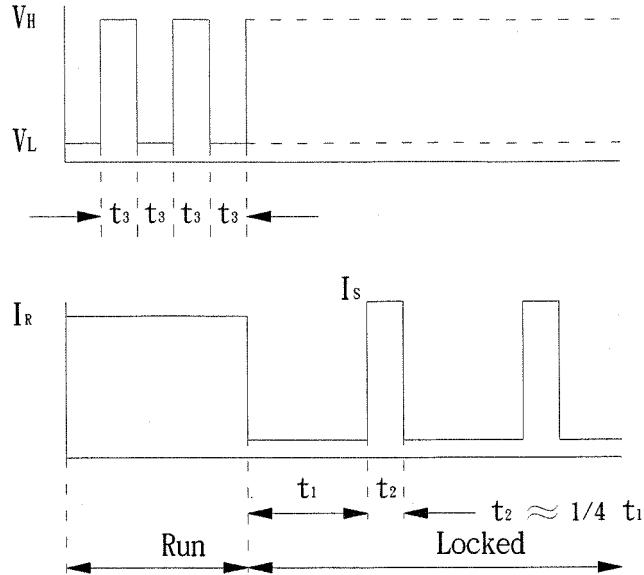 VH
VL
t3 t3 t3 t3
IS
IR
t1 t2 t2 ≈ 1/4 t1
Run Locked